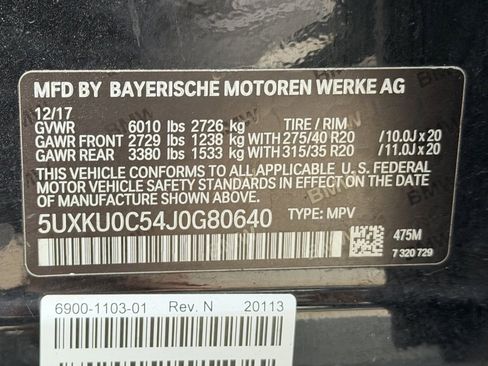 MFD BY BAYERISCHE MOTOREN WERKE AG
12/17
GVWR 6010 lbs 2726 kg TIRE / RIM
GAWR FRONT 2729 lbs 1238 kg WITH 275/40 R20 /10.0J x 20
GAWR REAR 3380 lbs 1533 kg WITH 315/35 R20 /11.0J x 20
THIS VEHICLE CONFORMS TO ALL APPLICABLE U. S. FEDERAL
MOTOR VEHICLE SAFETY STANDARDS IN EFFECT ON THE DATE
OF MANUFACTURE SHOWN ABOVE.
5UXKU0C54J0G80640 TYPE: MPV
475M
7 320 729
6900-1103-01 Rev. N 20113